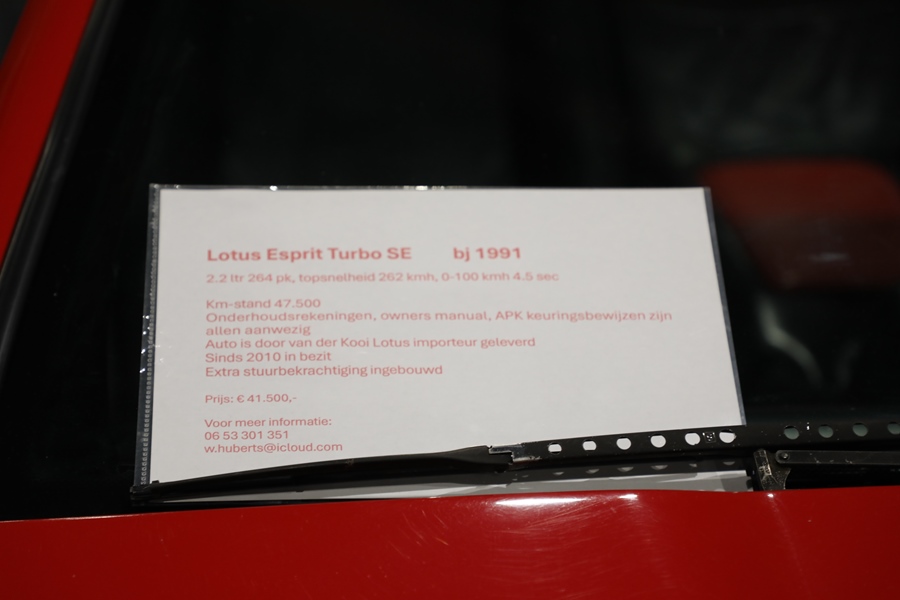 Lotus Esprit Turbo SE bj 1991
2.2 ltr 264 pk, topsnelheid 262 kmh, 0-100 kmh 4.5 sec
Km-stand 47.500
Onderhoudsrekeningen, owners manual, APK keuringsbewijzen zijn
allen aanwezig
Auto is door van der Kooi Lotus importeur geleverd
Sinds 2010 in bezit
Extra stuurbekrachtiging ingebouwd
Prijs: € 41.500,-
Voor meer informatie:
06 53 301 351
w.huberts@icloud.com